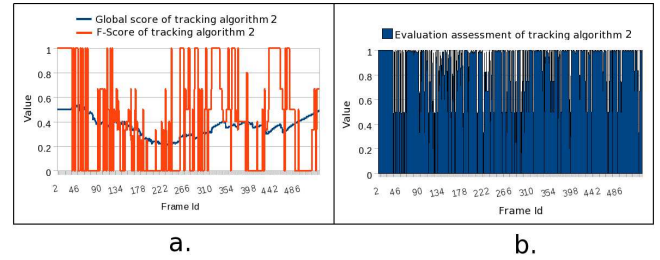 Global score of tracking algorithm 2
F-Score of tracking algorithm 2
1
0.8
0.6
0.4
0.2
0
Value
2 46 90 134 178 222 266 310 354 398 442 486
Frame Id
a.
Evaluation assessment of tracking algorithm 2
1
0.8
0.6
0.4
0.2
0
Value
2 46 90 134 178 222 266 310 354 398 442 486
Frame Id
b.